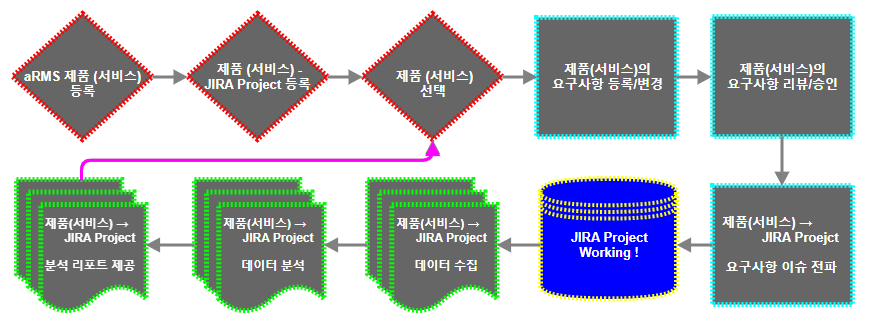 aRMS 제품 (서비스)
등록
제품 (서비스) -
JIRA Project 등록
제품 (서비스)
선택
제품(서비스)의
요구사항 등록/변경
제품(서비스)의
요구사항 리뷰/승인
제품(서비스) →
JIRA Proejct
요구사항 이슈 전파
JIRA Project
Working !
제품(서비스) →
JIRA Project
데이터 수집
제품(서비스) →
JIRA Project
데이터 분석
제품(서비스) →
JIRA Project
분석 리포트 제공